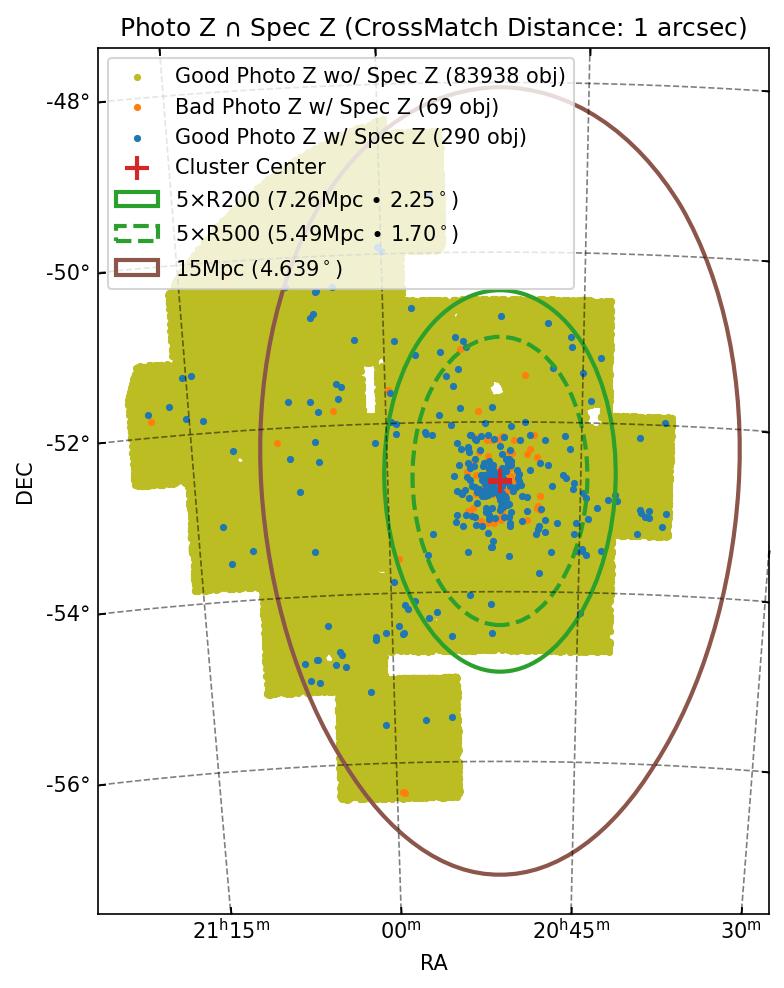 Photo Z ∩ Spec Z (CrossMatch Distance: 1 arcsec)
Good Photo Z wo/ Spec Z (83938 obj)
Bad Photo Z w/ Spec Z (69 obj)
Good Photo Z w/ Spec Z (290 obj)
Cluster Center
5×R200 (7.26Mpc • 2.25°)
5×R500 (5.49Mpc • 1.70°)
15Mpc (4.639°)
-48°
-50°
-52°
-54°
-56°
DEC
21ʰ15ᵐ 00ᵐ 20ʰ45ᵐ 30ᵐ
RA